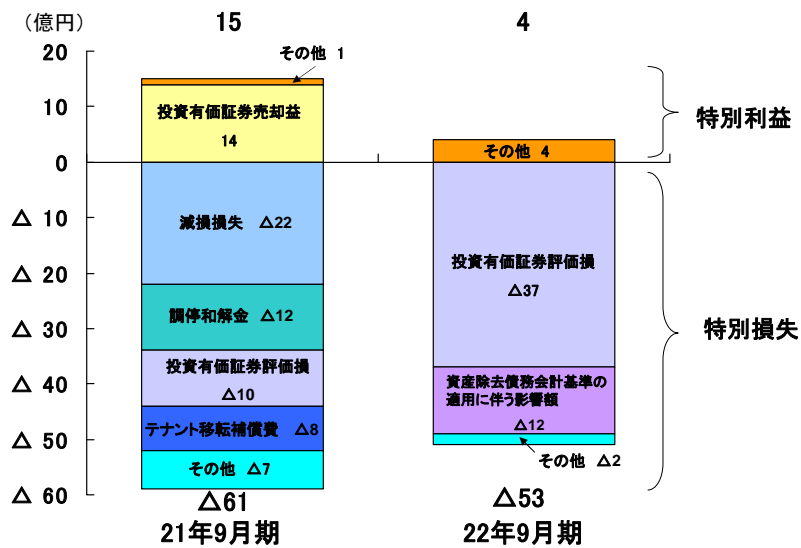 （億円）
15
4
20
10
0
△ 10
△ 20
△ 30
△ 40
△ 50
△ 60
その他 1
投資有価証券売却益
14
減損損失 △22
調停和解金 △12
投資有価証券評価損
△10
テナント移転補償費 △8
その他 △7
△61
21年9月期
その他 4
投資有価証券評価損
△37
資産除去債務会計基準の
適用に伴う影響額
△12
その他 △2
△53
22年9月期
特別利益
特別損失